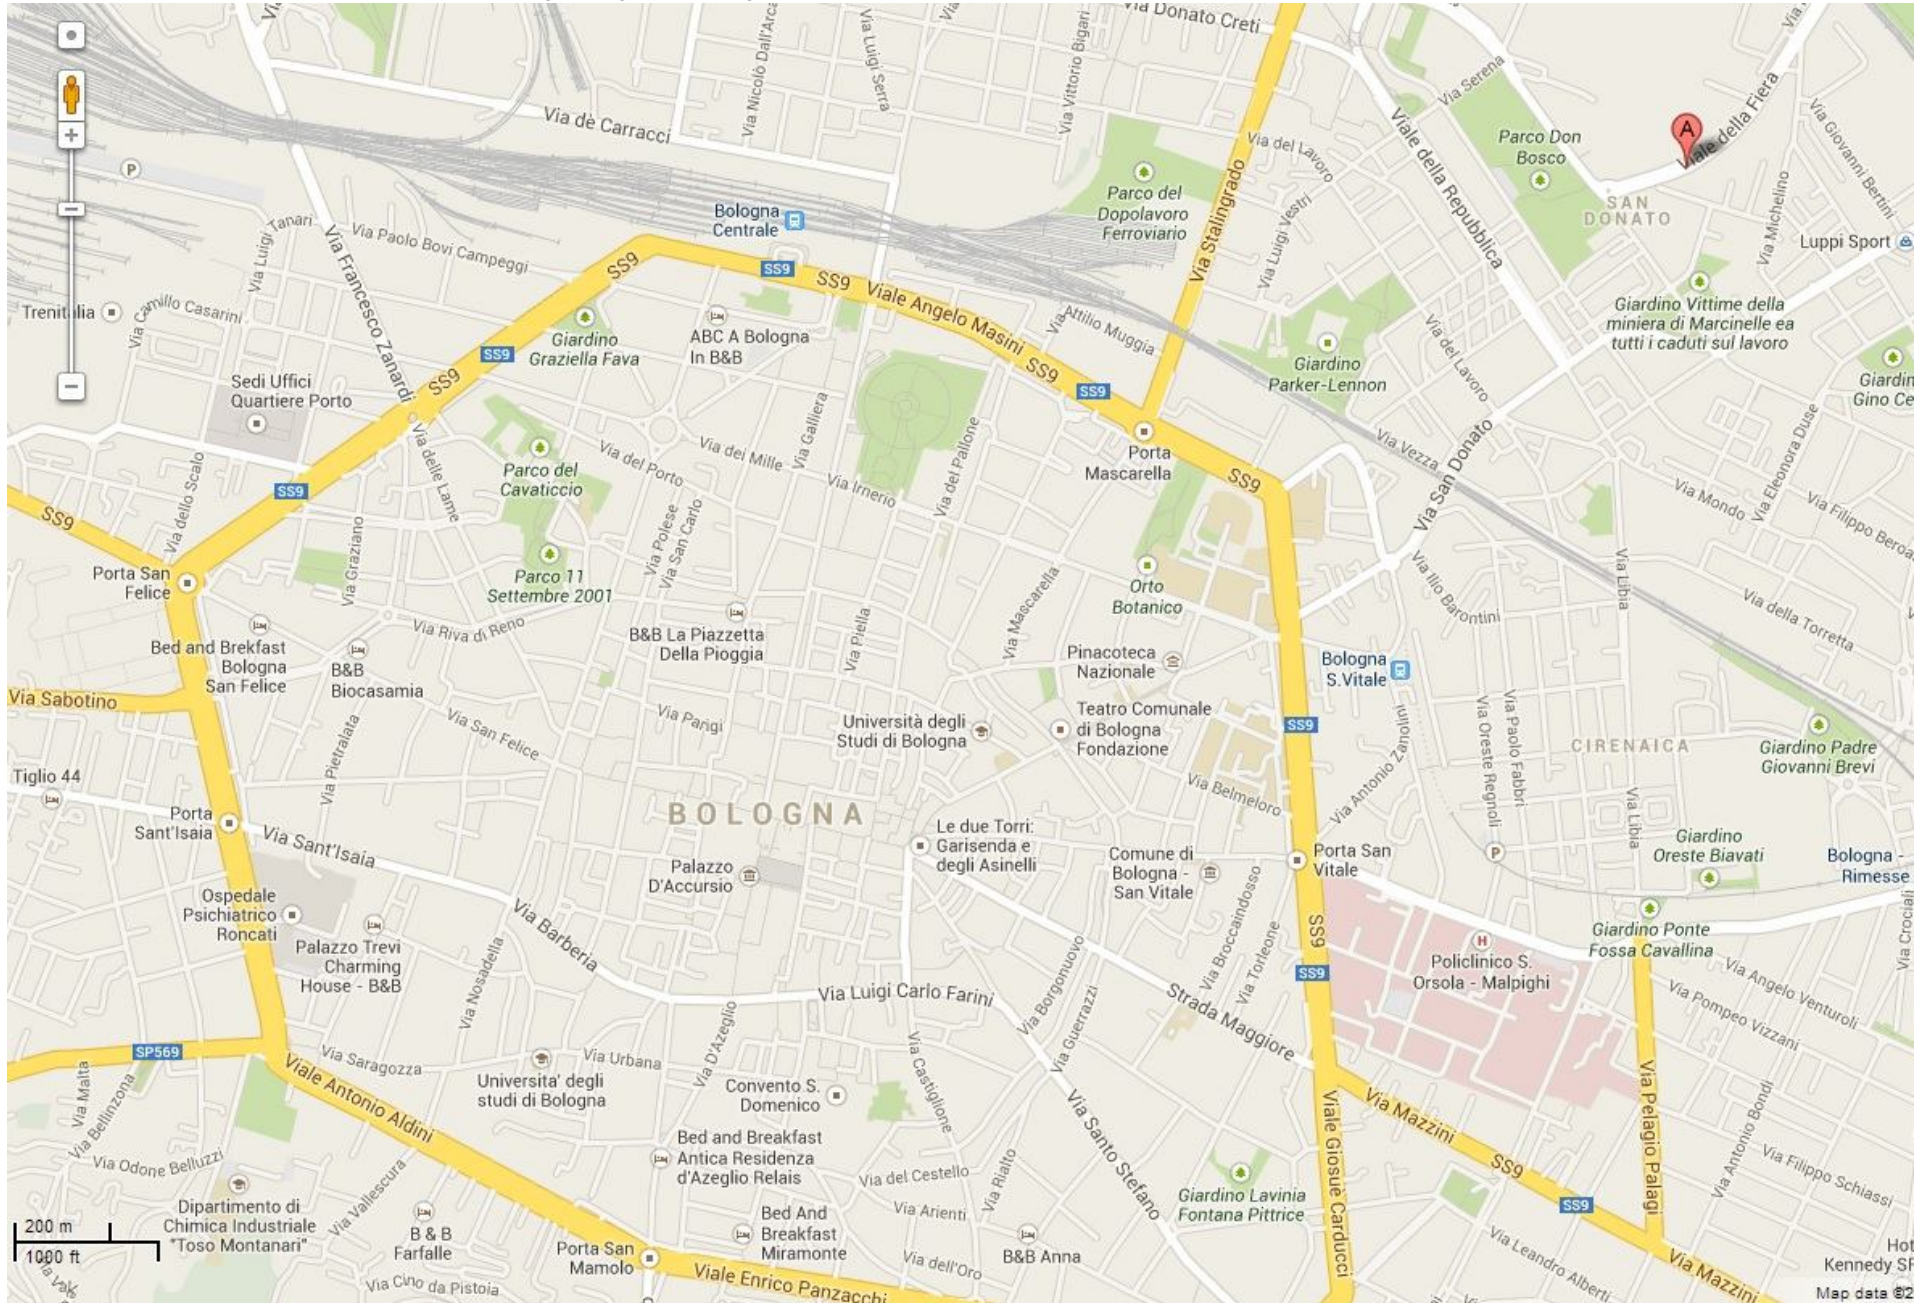 Via Donato Creti
Via Nicolò Dall'Arca
Via Luigi Serra
Via Vittorio Bigari
Via Serena
Viale della Fiera
A
Via dè Carracci
Via del Lavoro
Viale della Repubblica
Parco Don
Bosco
Via Giovanni Bertini
P
Parco del
Dopolavoro
Ferroviario
Via Stalingrado
Via Luigi Vestri
SAN
DONATO
Via Michelino
Luppi Sport
Bologna
Centrale
Via Luigi Tanari
Via Paolo Bovi Campeggi
Via Francesco Zanardi
SS9
SS9
SS9
Viale Angelo Masini
SS9
Via Attilio Muggia
Trenitalia
Via Camillo Casarini
Giardino
Graziella Fava
ABC A Bologna
In B&B
Giardino Vittime della
miniera di Marcinelle ea
tutti i caduti sul lavoro
Giardino
Parker-Lennon
Via del Lavoro
SS9
SS9
SS9
Sedi Uffici
Quartiere Porto
Giardin
Gino Ce
Via delle Lame
Via Galliera
Via del Pallone
Via dei Mille
Via del Porto
Via Irnerio
Parco del
Cavaticcio
Porta
Mascarella
SS9
Via Vezza
Via San Donato
Via Eleonora Duse
Via Mondo
Via Filippo Beroa
SS9
SS9
Via dello Scalo
Via Graziano
Via Polese
Via San Carlo
Porta San
Felice
Parco 11
Settembre 2001
Via Mascarella
Orto
Botanico
Via Ilio Barontini
Via Libia
Via della Torretta
Via Riva di Reno
B&B La Piazzetta
Della Pioggia
Via Piella
Bed and Brekfast
Bologna
San Felice
B&B
Biocasamia
Pinacoteca
Nazionale
Bologna
S.Vitale
Via Sabotino
Via Pietralata
Via San Felice
Via Parigi
Università degli
Studi di Bologna
Teatro Comunale
di Bologna
Fondazione
SS9
Via Antonio Zanolini
Via Oreste Regnoli
Via Paolo Fabbri
CIRENAICA
Giardino Padre
Giovanni Brevi
Tiglio 44
Via Belmeloro
Via Libia
Porta
Sant'Isaia
Via Sant'Isaia
BOLOGNA
Le due Torri:
Garisenda e
degli Asinelli
Palazzo
D'Accursio
Comune di
Bologna -
San Vitale
Porta San
Vitale
P
Giardino
Oreste Biavati
Bologna -
Rimesse
Ospedale
Psichiatrico
Roncati
Palazzo Trevi
Charming
House - B&B
Via Barberia
Via Nosadella
Via Broccaindosso
Via Torleone
SS9
SS9
H
Policlinico S.
Orsola - Malpighi
Giardino Ponte
Fossa Cavallina
Via Crociali
Via Angelo Venturoli
Via Pompeo Vizzani
Via Luigi Carlo Farini
Via Borgonuovo
Via Guerrazzi
Strada Maggiore
SP569
Via Saragozza
Via Malta
Via Bellinzona
Viale Antonio Aldini
Universita' degli
studi di Bologna
Via Urbana
Via D'Azeglio
Convento S.
Domenico
Via Castiglione
Via Santo Stefano
Viale Giosuè Carducci
Via Mazzini
Via Pelagio Palagi
Via Antonio Bondi
Via Odone Belluzzi
Bed and Breakfast
Antica Residenza
d'Azeglio Relais
Via del Cestello
Via Rialto
Giardino Lavinia
Fontana Pittrice
SS9
SS9
Via Filippo Schiassi
Dipartimento di
Chimica Industriale
"Toso Montanari"
Via Vallescura
B & B
Farfalle
Bed And
Breakfast
Miramonte
Via Arienti
B&B Anna
Via dell'Oro
Porta San
Mamolo
Viale Enrico Panzacchi
Via Cino da Pistoia
Via Leandro Alberti
Via Mazzini
Hot
Kennedy SF
200 m
1000 ft
Map data ©2